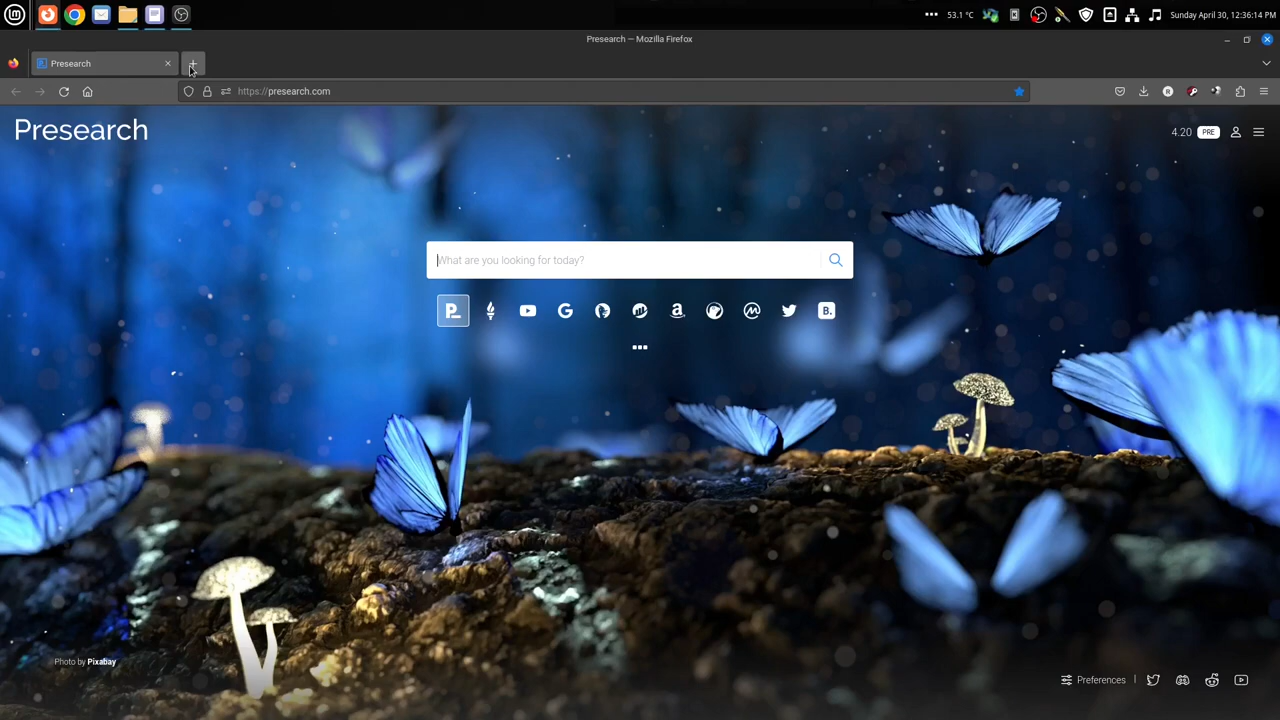 53.1 °C
Sunday April 30, 12:36:14 PM
Presearch — Mozilla Firefox
Presearch
https://presearch.com
Presearch
4.20 PRE
What are you looking for today?
B.
Photo by Pixabay
Preferences